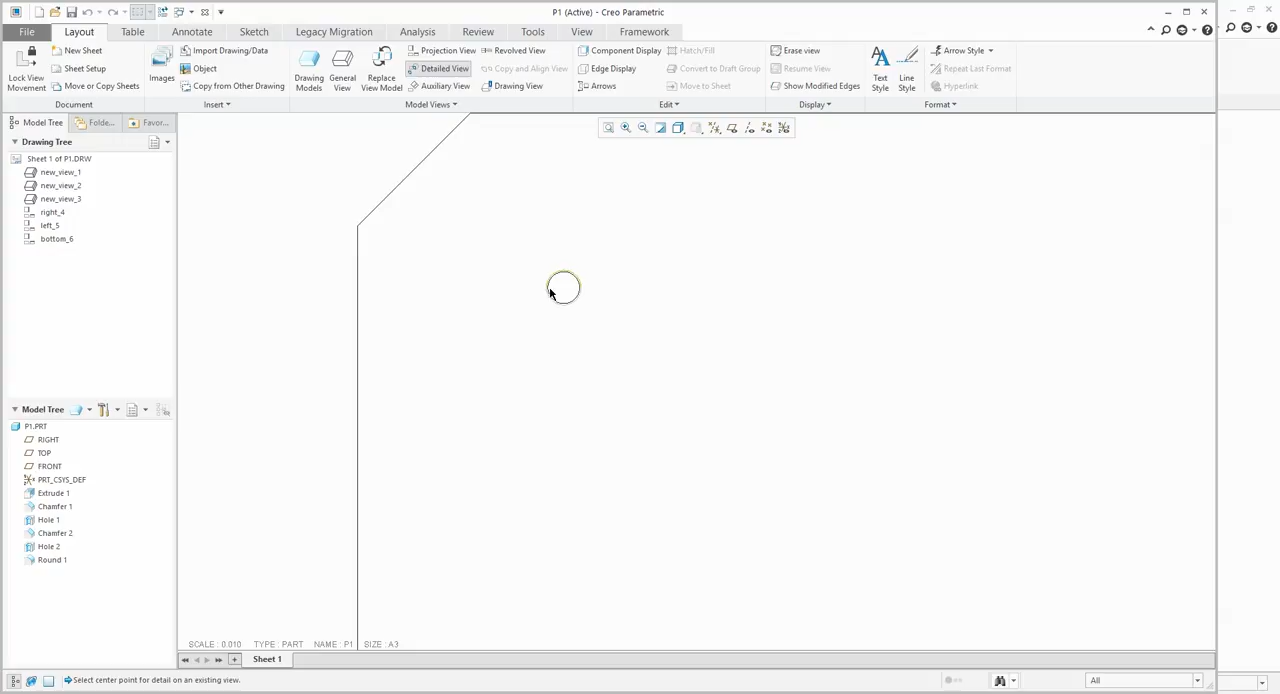 P1 (Active) - Creo Parametric
File Layout Table Annotate Sketch Legacy Migration Analysis Review Tools View Framework
Lock View Movement
New Sheet
Sheet Setup
Move or Copy Sheets
Document
Images
Import Drawing/Data
Object
Copy from Other Drawing
Insert
Drawing Models
General View
Replace View Model
Projection View
Detailed View
Auxiliary View
Revolved View
Copy and Align View
Drawing View
Model Views
Component Display
Edge Display
Arrows
Hatch/Fill
Convert to Draft Group
Move to Sheet
Edit
Erase view
Resume View
Show Modified Edges
Display
Text Style
Line Style
Arrow Style
Repeat Last Format
Hyperlink
Format
Model Tree Folde... Favor...
Drawing Tree
Sheet 1 of P1.DRW
new_view_1
new_view_2
new_view_3
right_4
left_5
bottom_6
Model Tree
P1.PRT
RIGHT
TOP
FRONT
PRT_CSYS_DEF
Extrude 1
Chamfer 1
Hole 1
Chamfer 2
Hole 2
Round 1
SCALE : 0.010 TYPE : PART NAME : P1 SIZE : A3
Sheet 1
Select center point for detail on an existing view.
All